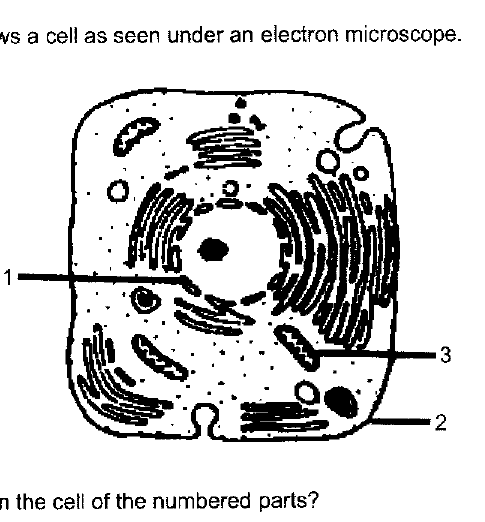 ws a cell as seen under an electron microscope.
1
3
2
n the cell of the numbered parts?